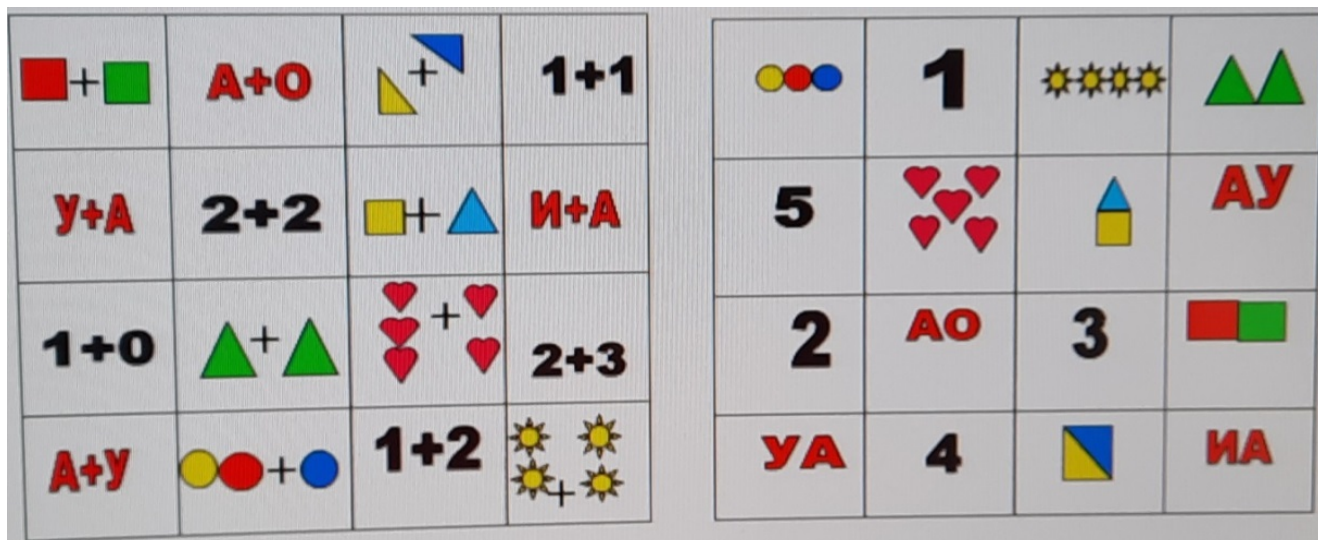 + А+О + 1+1
У+А 2+2 + И+А
1+0 + + 2+3
А+У + 1+2 +
1
5 АУ
2 АО 3
УА 4 ИА